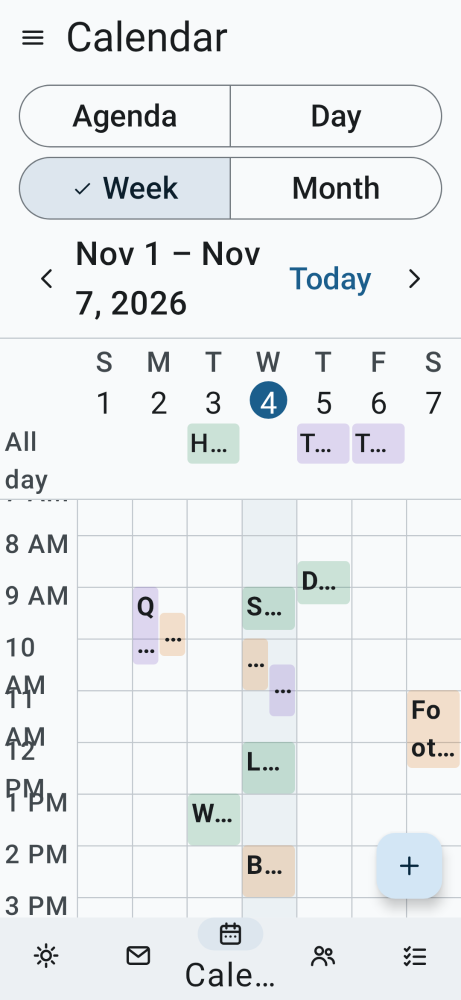 Calendar
Agenda
Day
Week
Month
Nov 1 – Nov
7, 2026
Today
S M T W T F S
1 2 3 4 5 6 7
All
day
H…
T…
T…
8 AM
D…
9 AM
Q
…
…
S…
10
AM
…
…
11
AM
Fo
ot…
12
PM
L…
1 PM
W…
2 PM
B…
3 PM
Cale…